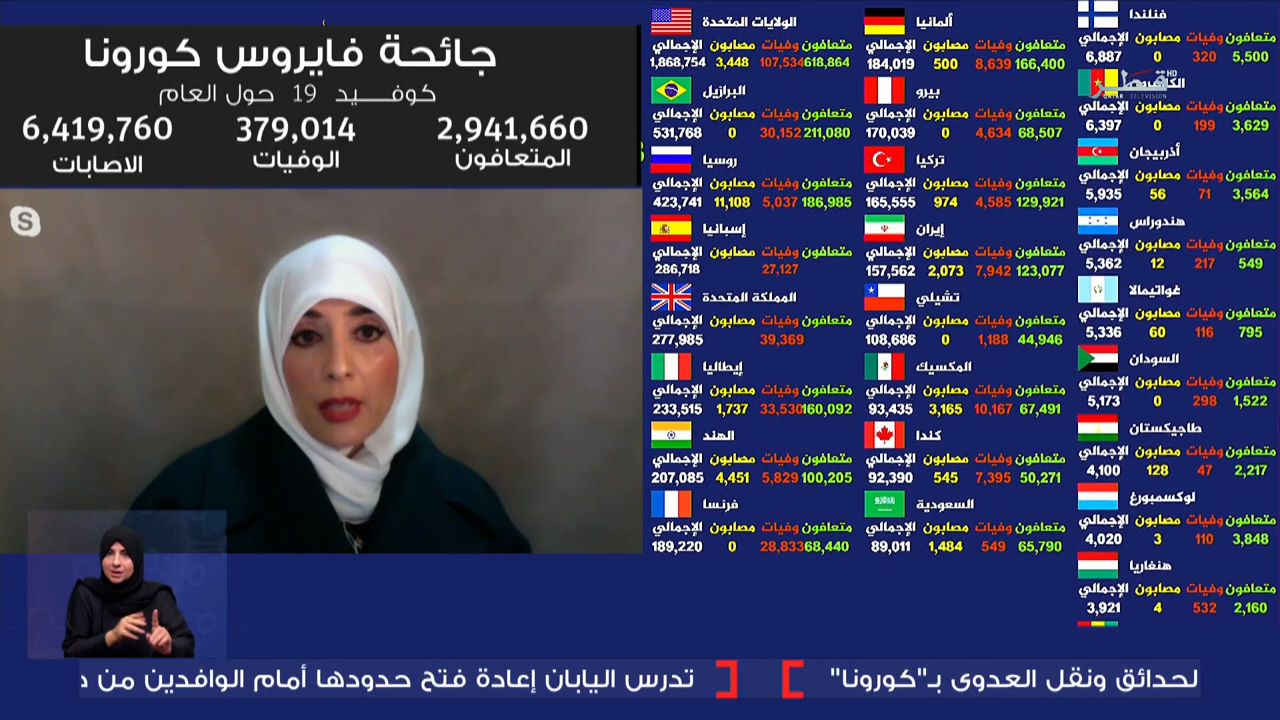 جائحة فايروس كورونا
كوفــــيد 19 حول العام
2,941,660 379,014 6,419,760
المتعافون الوفيات الاصابات
S
الولايات المتحدة
الإجمالي مصابون وفيات متعافون
1,868,754 3,448 107,534 618,864
البرازيل
الإجمالي مصابون وفيات متعافون
531,768 0 30,152 211,080
روسيا
الإجمالي مصابون وفيات متعافون
423,741 11,108 5,037 186,985
إسبانيا
الإجمالي مصابون وفيات متعافون
286,718 27,127
المملكة المتحدة
الإجمالي مصابون وفيات متعافون
277,985 39,369
إيطاليا
الإجمالي مصابون وفيات متعافون
233,515 1,737 33,530 160,092
الهند
الإجمالي مصابون وفيات متعافون
207,085 4,451 5,829 100,205
فرنسا
الإجمالي مصابون وفيات متعافون
189,220 0 28,833 68,440
ألمانيا
الإجمالي مصابون وفيات متعافون
184,019 500 8,639 166,400
بيرو
الإجمالي مصابون وفيات متعافون
170,039 0 4,634 68,507
تركيا
الإجمالي مصابون وفيات متعافون
165,555 974 4,585 129,921
إيران
الإجمالي مصابون وفيات متعافون
157,562 2,073 7,942 123,077
تشيلي
الإجمالي مصابون وفيات متعافون
108,686 0 1,188 44,946
المكسيك
الإجمالي مصابون وفيات متعافون
93,435 3,165 10,167 67,491
كندا
الإجمالي مصابون وفيات متعافون
92,390 545 7,395 50,271
السعودية
الإجمالي مصابون وفيات متعافون
89,011 1,484 549 65,790
فنلندا
الإجمالي مصابون وفيات متعافون
6,887 0 320 5,500
قطر HD
QATAR TELEVISION
الإجمالي مصابون وفيات متعافون
6,397 0 199 3,629
أذربيجان
الإجمالي مصابون وفيات متعافون
5,935 56 71 3,564
هندوراس
الإجمالي مصابون وفيات متعافون
5,362 12 217 549
غواتيمالا
الإجمالي مصابون وفيات متعافون
5,336 60 116 795
السودان
الإجمالي مصابون وفيات متعافون
5,173 0 298 1,522
طاجيكستان
الإجمالي مصابون وفيات متعافون
4,100 128 47 2,217
لوكسمبورغ
الإجمالي مصابون وفيات متعافون
4,020 3 110 3,848
هنغاريا
الإجمالي مصابون وفيات متعافون
3,921 4 532 2,160
لحدائق ونقل العدوى بـ"كورونا" [ ] تدرس اليابان إعادة فتح حدودها أمام الوافدين من